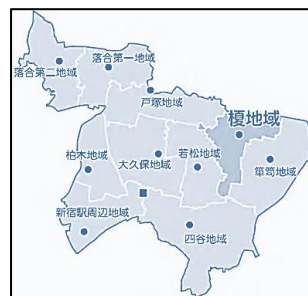 落合第一地域
落合第二地域
戸塚地域
榎地域
柏木地域
大久保地域
若松地域
箪笥地域
新宿駅周辺地域
四谷地域